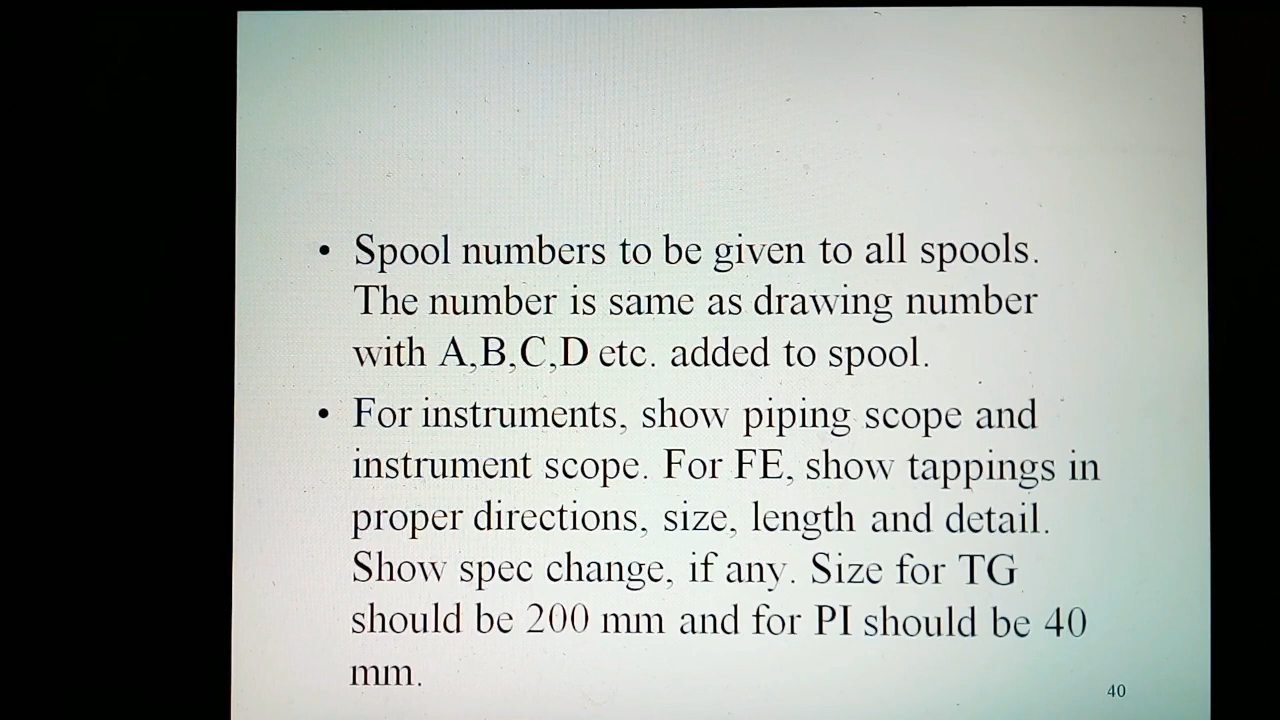 • Spool numbers to be given to all spools.
The number is same as drawing number
with A,B,C,D etc. added to spool.
• For instruments, show piping scope and
instrument scope. For FE, show tappings in
proper directions, size, length and detail.
Show spec change, if any. Size for TG
should be 200 mm and for PI should be 40
mm.
40